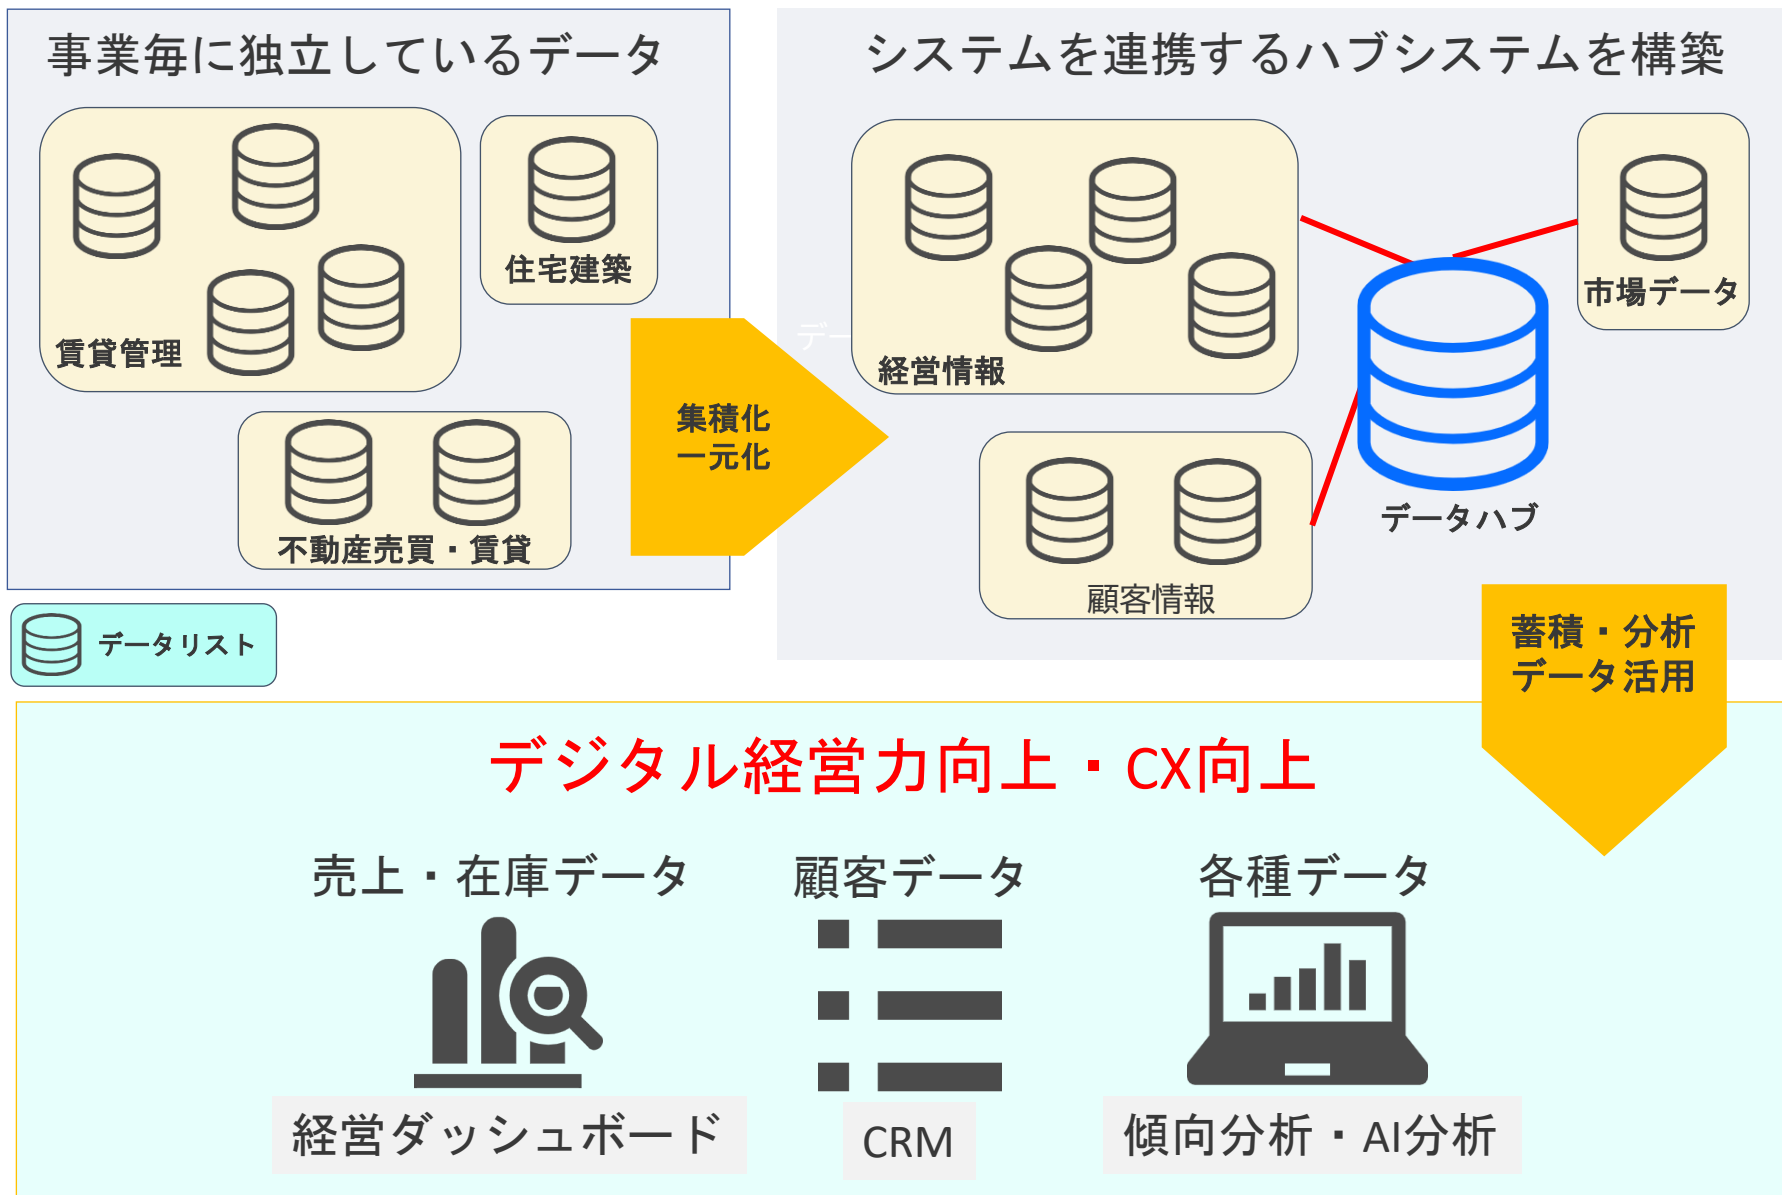 事業毎に独立しているデータ
システムを連携するハブシステムを構築
住宅建築
賃貸管理
不動産売買・賃貸
データリスト
集積化
一元化
デー
市場データ
経営情報
顧客情報
データハブ
蓄積・分析
データ活用
デジタル経営力向上・CX向上
売上・在庫データ
顧客データ
各種データ
経営ダッシュボード
CRM
傾向分析・AI分析